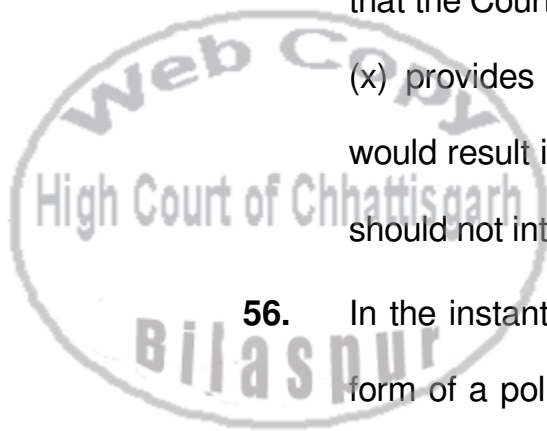 that the Court
(x) provides
would result i
should not int
56. In the instant
form of a pol
Web Copy
High Court of Chhattisgarh
Bilaspur